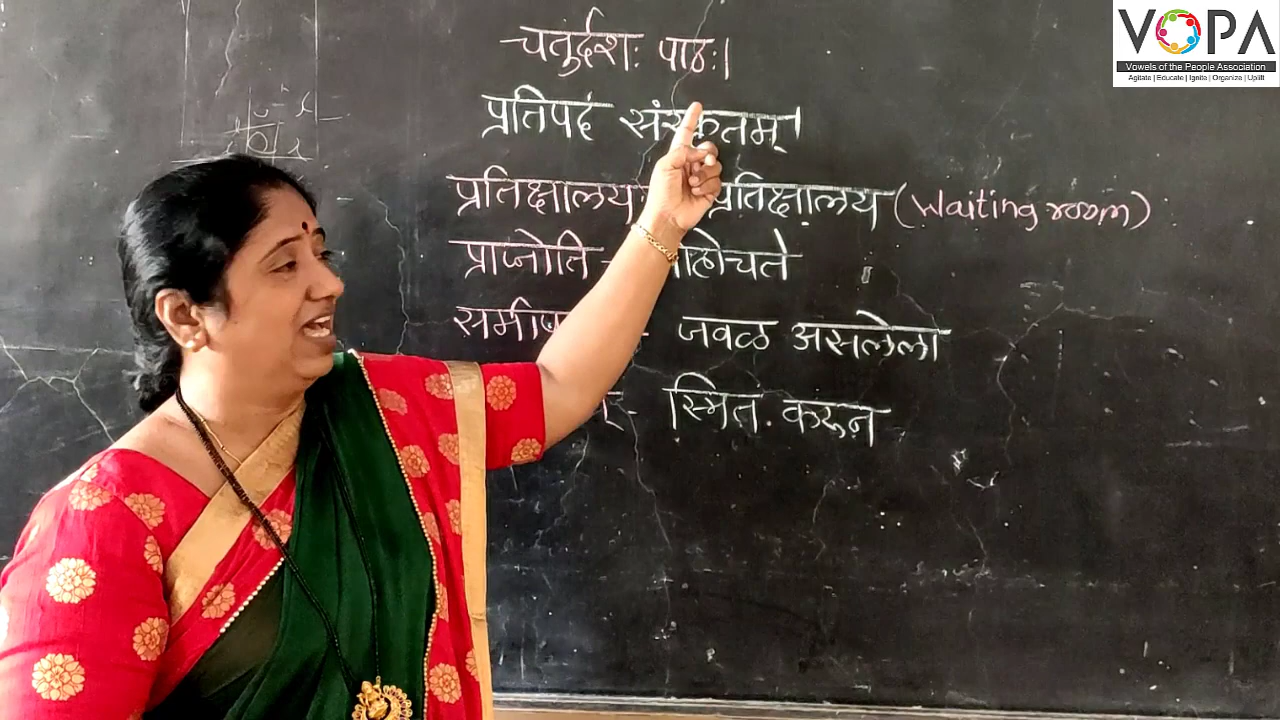 चतुर्दशः पाठः।
प्रतिपदं संस्कृतम्।
प्रतिक्षालयः प्रतिक्षालय (Waiting room)
प्राप्नोति - पोहोचते
- जवळ असलेला
- स्मित करून
VOPA
Vowels of the People Association
Agitate | Educate | Ignite | Organize | Uplift